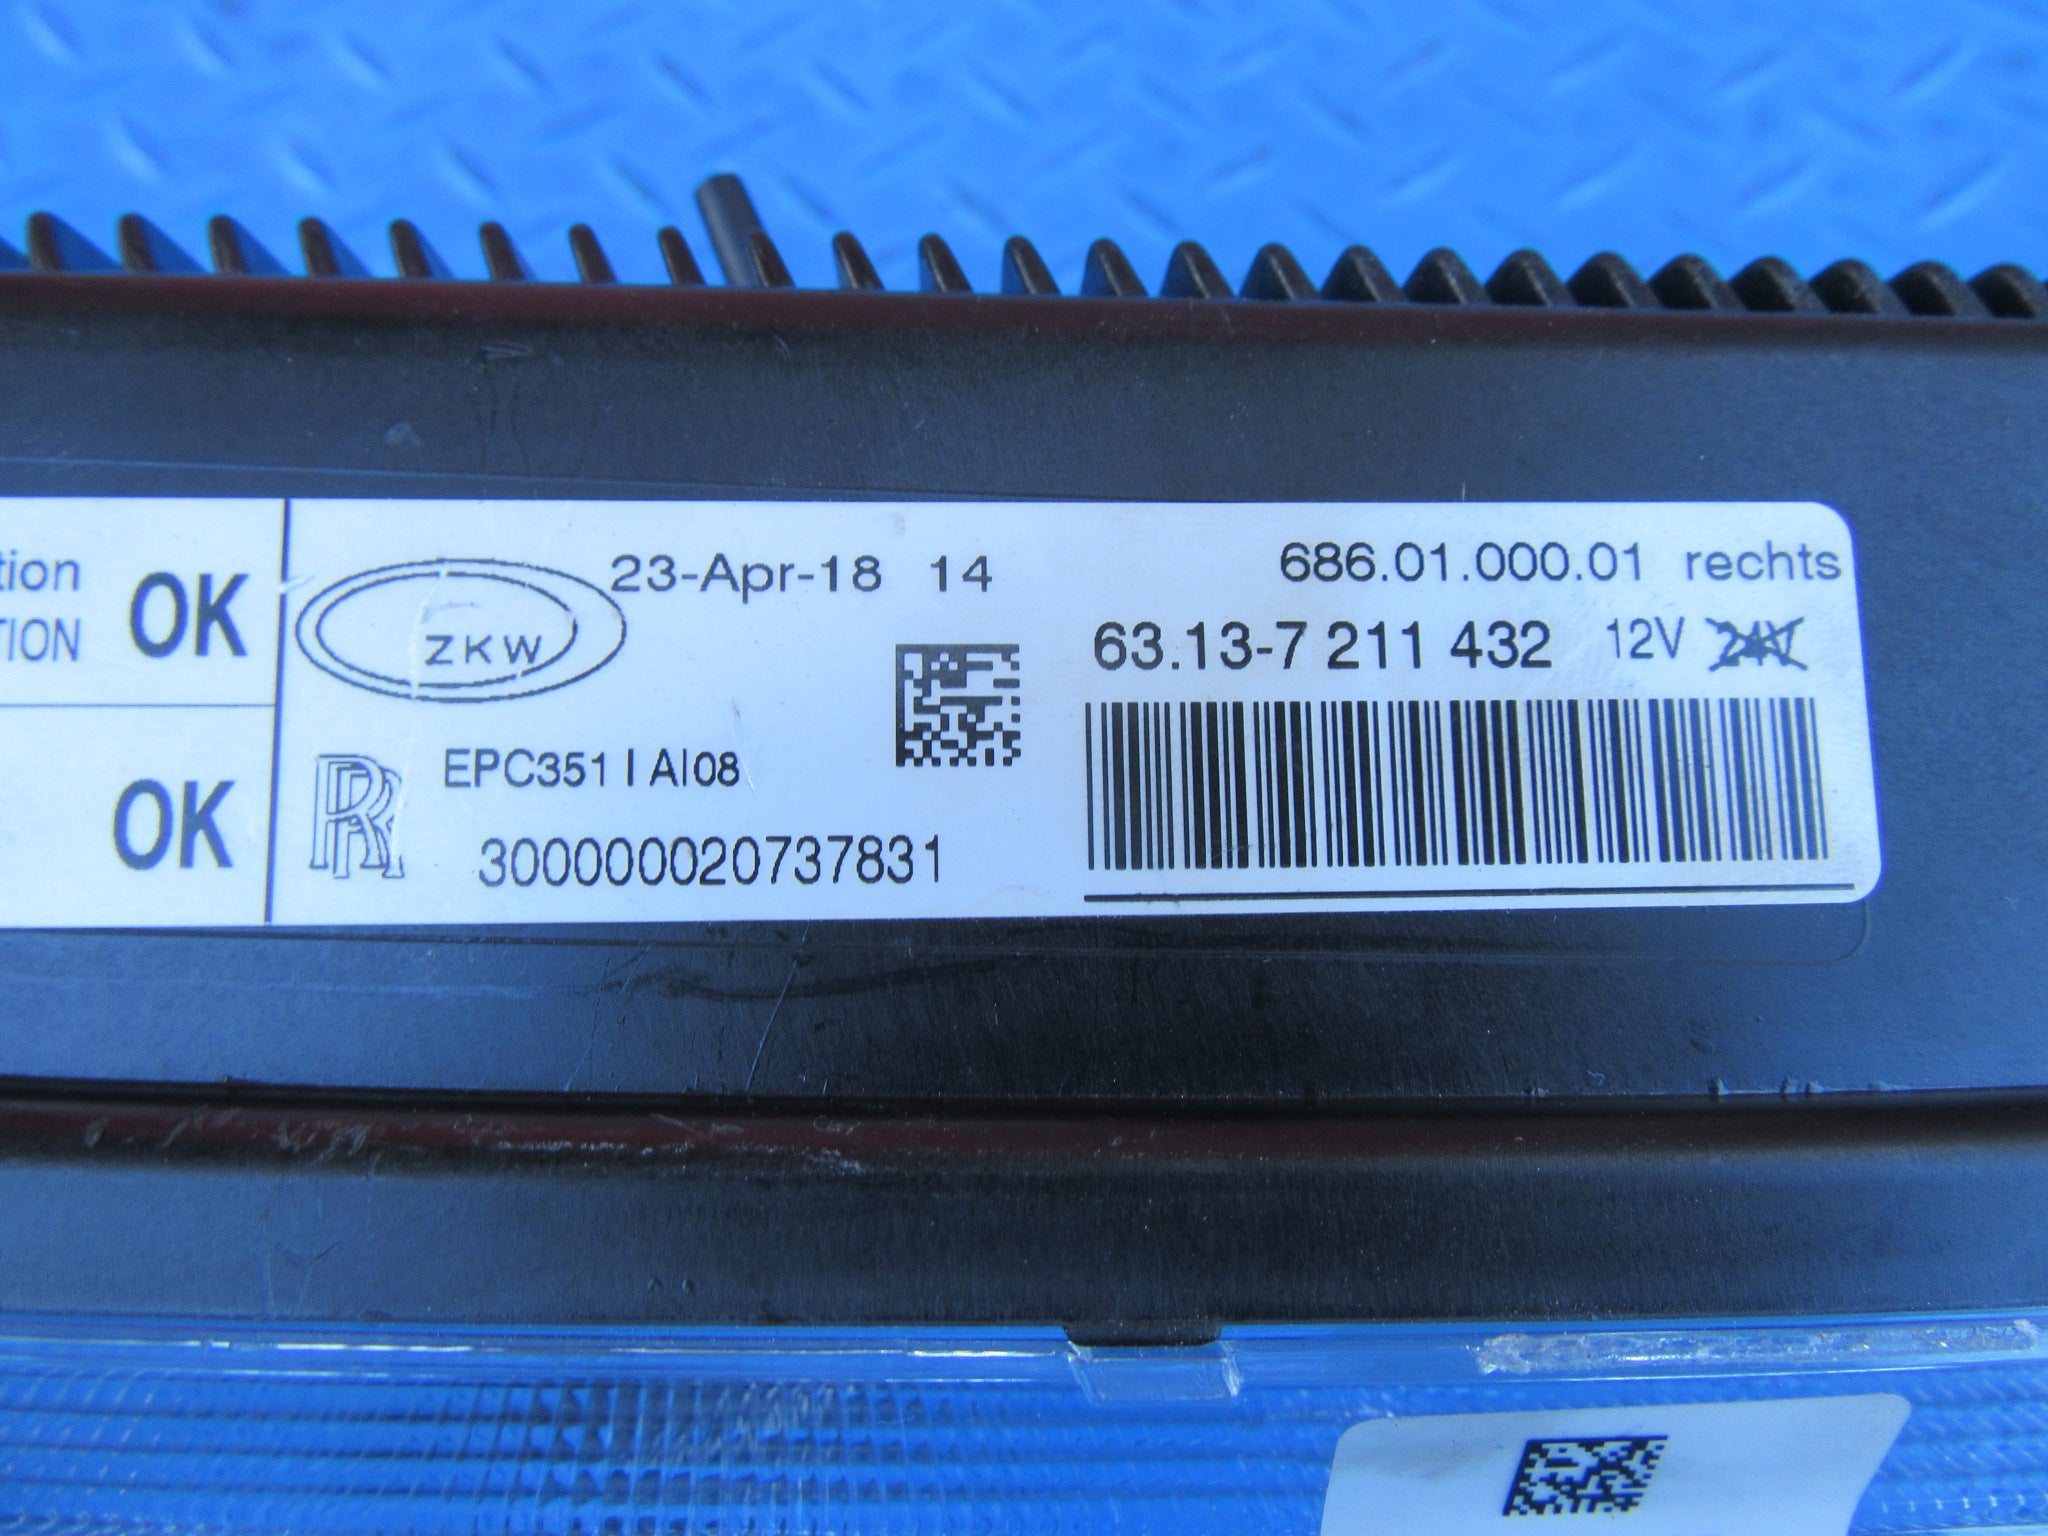 tion
TION OK
OK
ZKW
23-Apr-18 14
686.01.000.01 rechts
63.13-7 211 432 12V 24V
RR
EPC351 I AI08
300000020737831